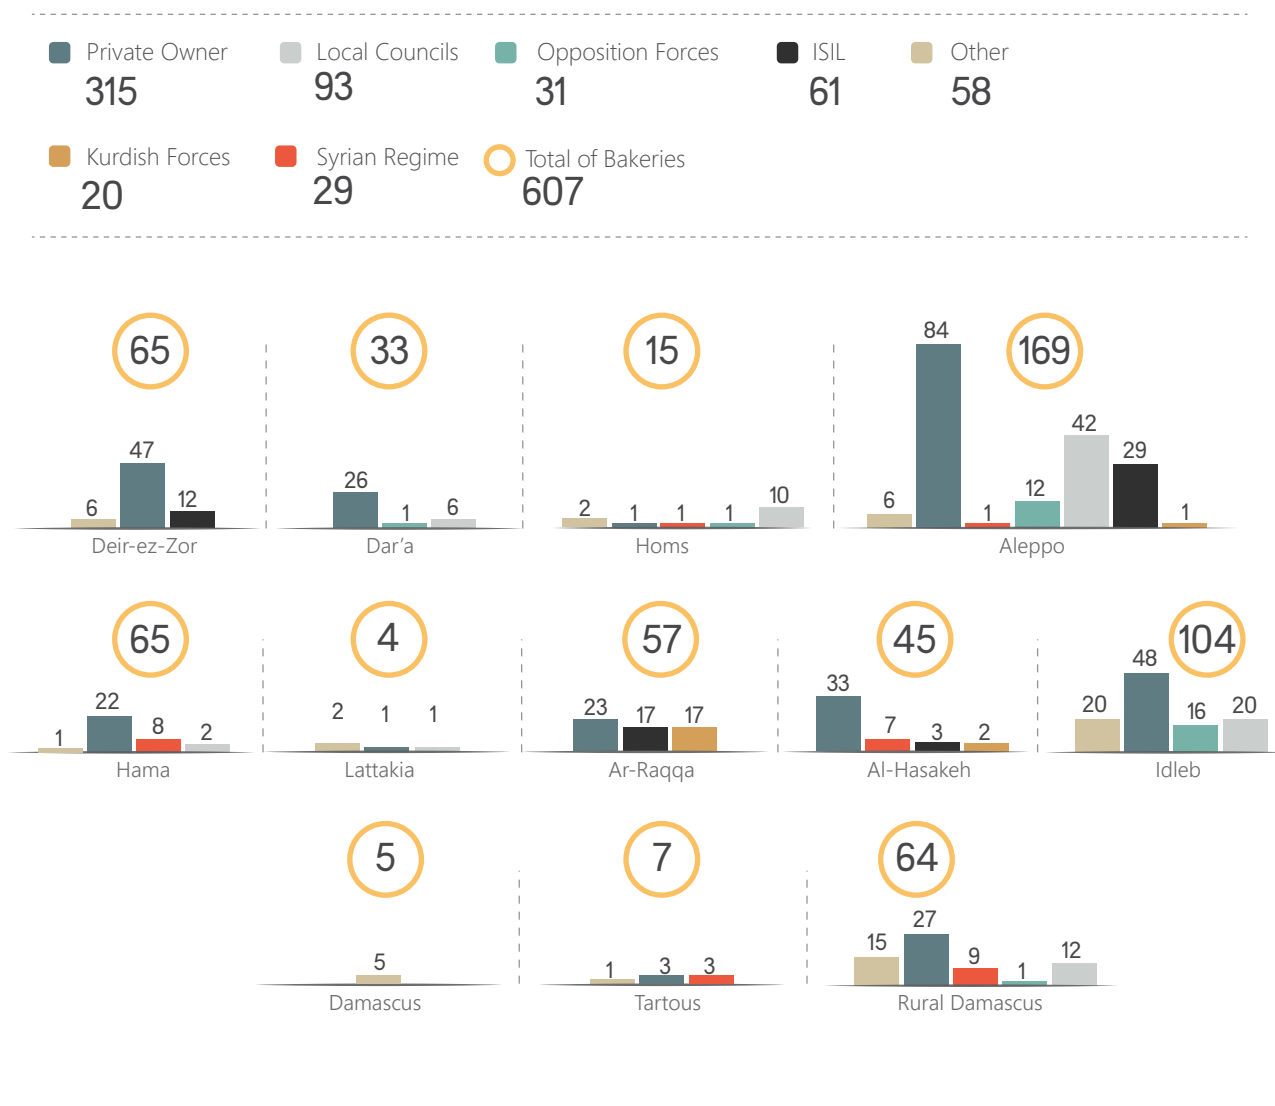 Private Owner Local Councils Opposition Forces ISIL Other
315 93 31 61 58
Kurdish Forces Syrian Regime Total of Bakeries
20 29 607
65 33 15 169
6 47 12
26 1 6
2 1 1 1 10
6 84 1 12 42 29 1
Deir-ez-Zor Dar'a Homs Aleppo
65 4 57 45 104
1 22 8 2
2 1 1
23 17 17
33 7 3 2
20 48 16 20
Hama Lattakia Ar-Raqqa Al-Hasakeh Idleb
5 7 64
5
1 3 3
15 27 9 1 12
Damascus Tartous Rural Damascus